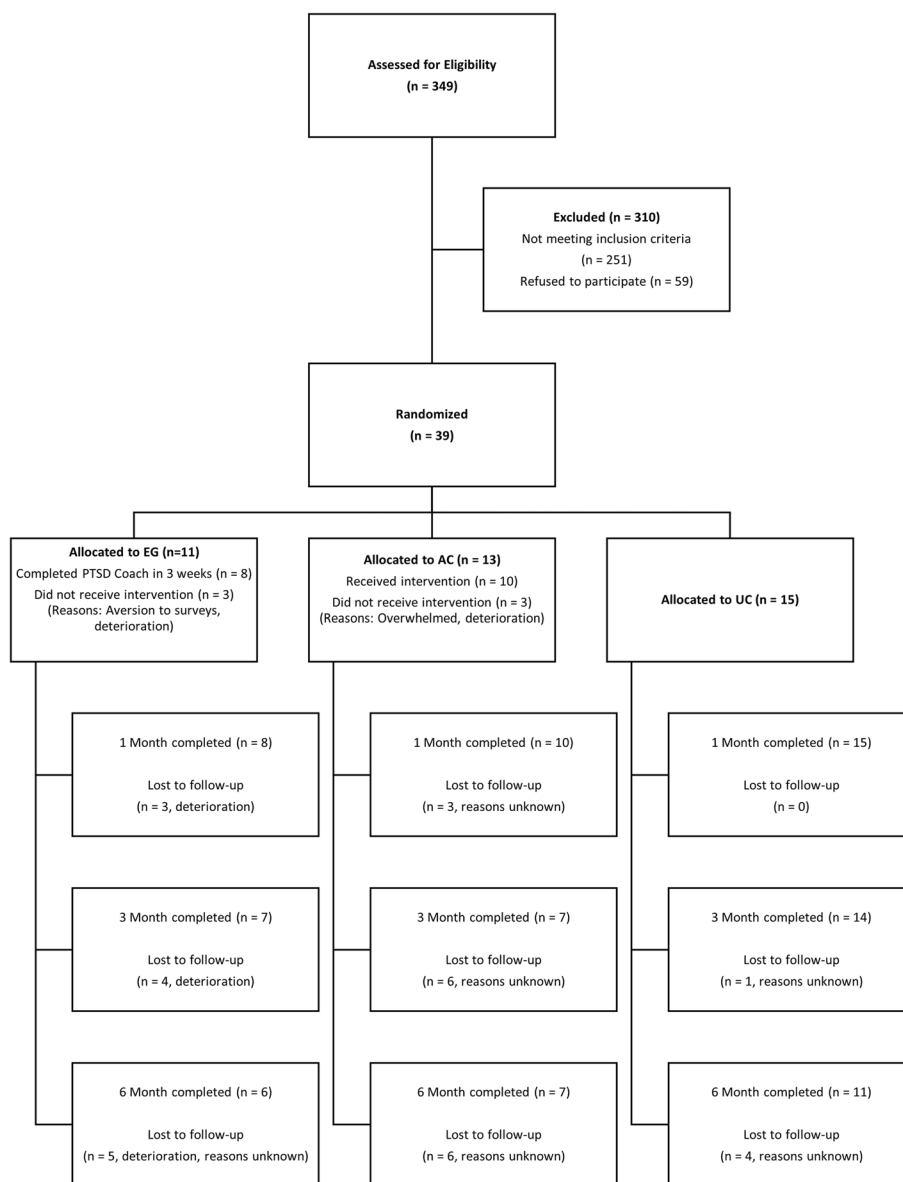 Assessed for Eligibility
(n = 349)
Excluded (n = 310)
Not meeting inclusion criteria
(n = 251)
Refused to participate (n = 59)
Randomized
(n = 39)
Allocated to EG (n=11)
Completed PTSD Coach in 3 weeks (n = 8)
Did not receive intervention (n = 3)
(Reasons: Aversion to surveys,
deterioration)
Allocated to AC (n = 13)
Received intervention (n = 10)
Did not receive intervention (n = 3)
(Reasons: Overwhelmed, deterioration)
Allocated to UC (n = 15)
1 Month completed (n = 8)
Lost to follow-up
(n = 3, deterioration)
1 Month completed (n = 10)
Lost to follow-up
(n = 3, reasons unknown)
1 Month completed (n = 15)
Lost to follow-up
(n = 0)
3 Month completed (n = 7)
Lost to follow-up
(n = 4, deterioration)
3 Month completed (n = 7)
Lost to follow-up
(n = 6, reasons unknown)
3 Month completed (n = 14)
Lost to follow-up
(n = 1, reasons unknown)
6 Month completed (n = 6)
Lost to follow-up
(n = 5, deterioration, reasons unknown)
6 Month completed (n = 7)
Lost to follow-up
(n = 6, reasons unknown)
6 Month completed (n = 11)
Lost to follow-up
(n = 4, reasons unknown)